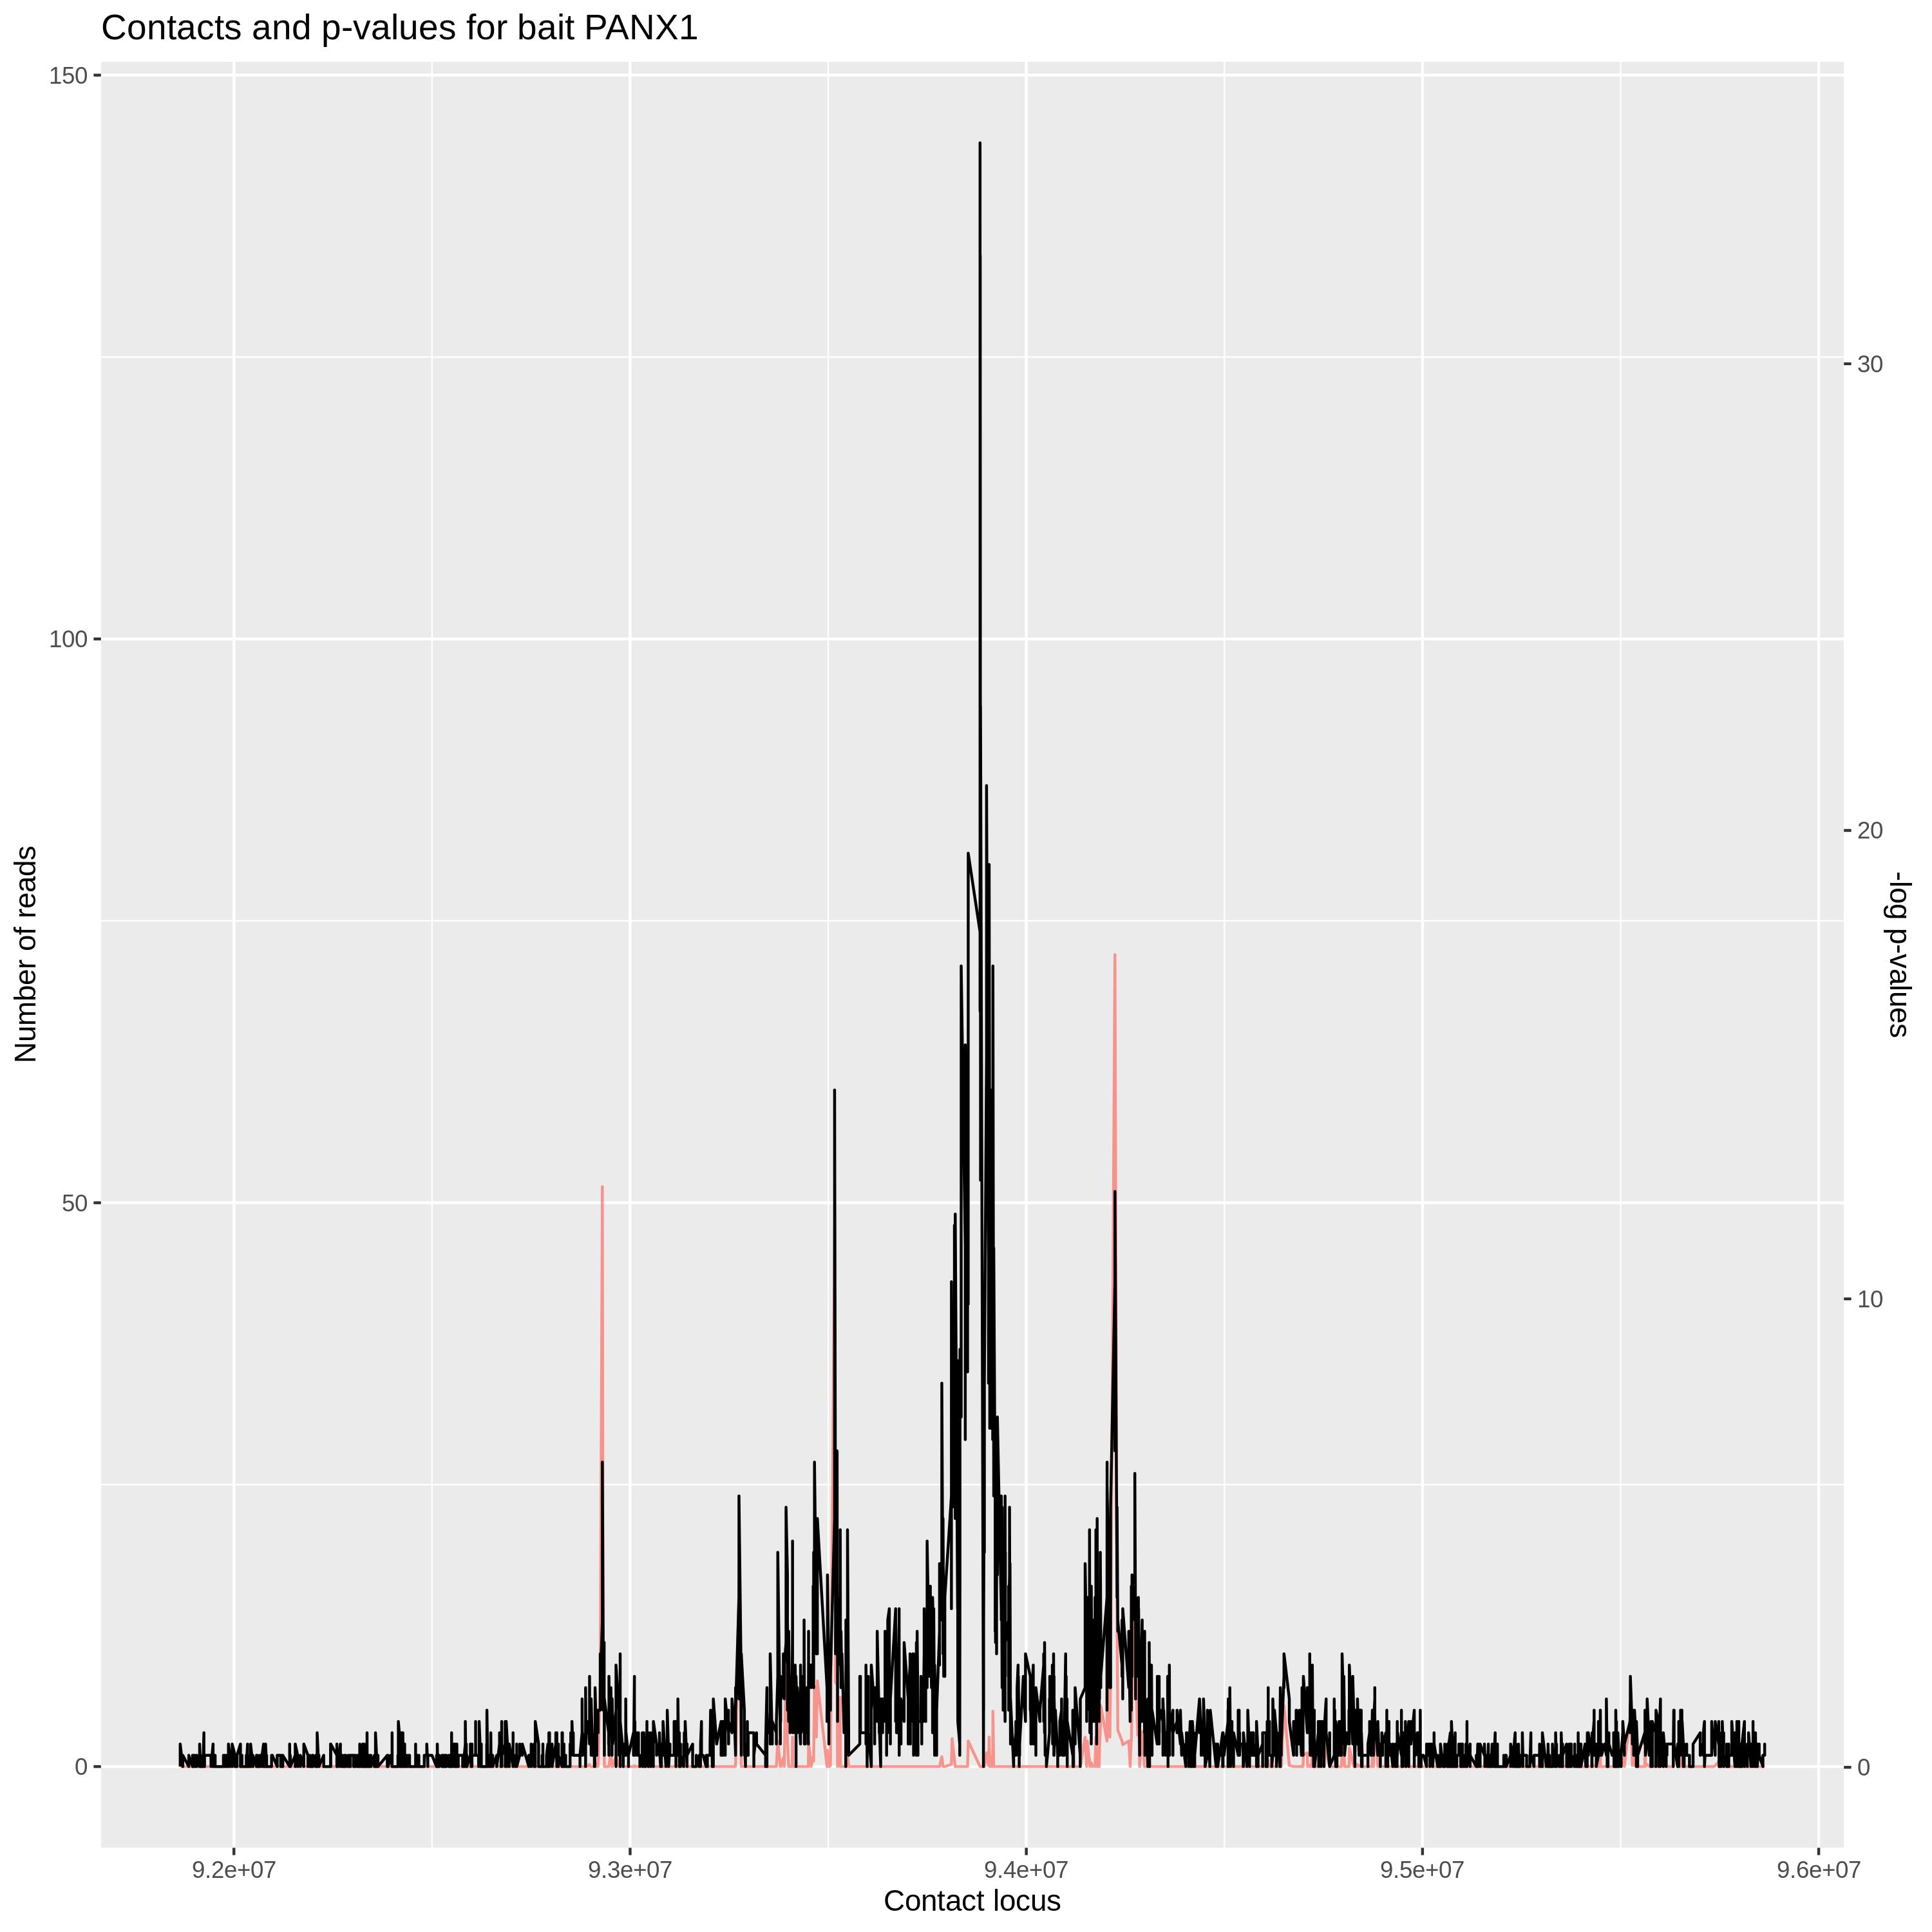 Contacts and p-values for bait PANX1
150
100
50
0
Number of reads
30
20
10
0
-log p-values
9.2e+07
9.3e+07
9.4e+07
9.5e+07
9.6e+07
Contact locus